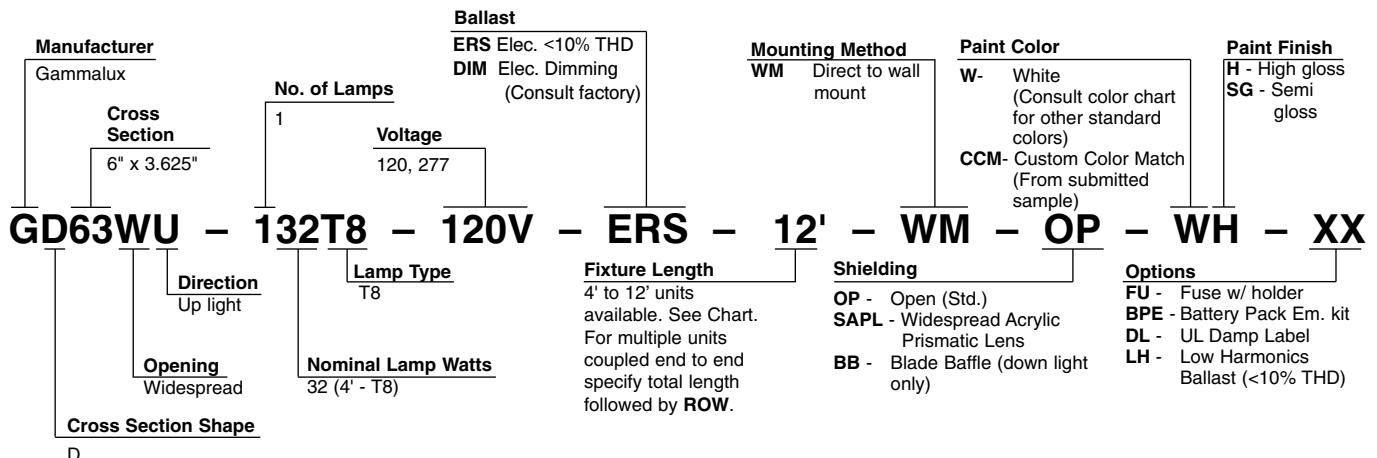 Ballast
ERS Elec. <10% THD
DIM Elec. Dimming
(Consult factory)
Manufacturer
Gammalux
Cross
Section
6" x 3.625"
No. of Lamps
1
Voltage
120, 277
Mounting Method
WM Direct to wall
mount
Paint Color
W- White
(Consult color chart
for other standard
colors)
CCM- Custom Color Match
(From submitted
sample)
Paint Finish
H - High gloss
SG - Semi
gloss
GD63WU – 132T8 – 120V – ERS – 12' – WM – OP – WH – XX
Direction
Up light
Opening
Widespread
Cross Section Shape
D
Lamp Type
T8
Nominal Lamp Watts
32 (4' - T8)
Fixture Length
4' to 12’ units
available. See Chart.
For multiple units
coupled end to end
specify total length
followed by ROW.
Shielding
OP - Open (Std.)
SAPL - Widespread Acrylic
Prismatic Lens
BB - Blade Baffle (down light
only)
Options
FU - Fuse w/ holder
BPE - Battery Pack Em. kit
DL - UL Damp Label
LH - Low Harmonics
Ballast (<10% THD)